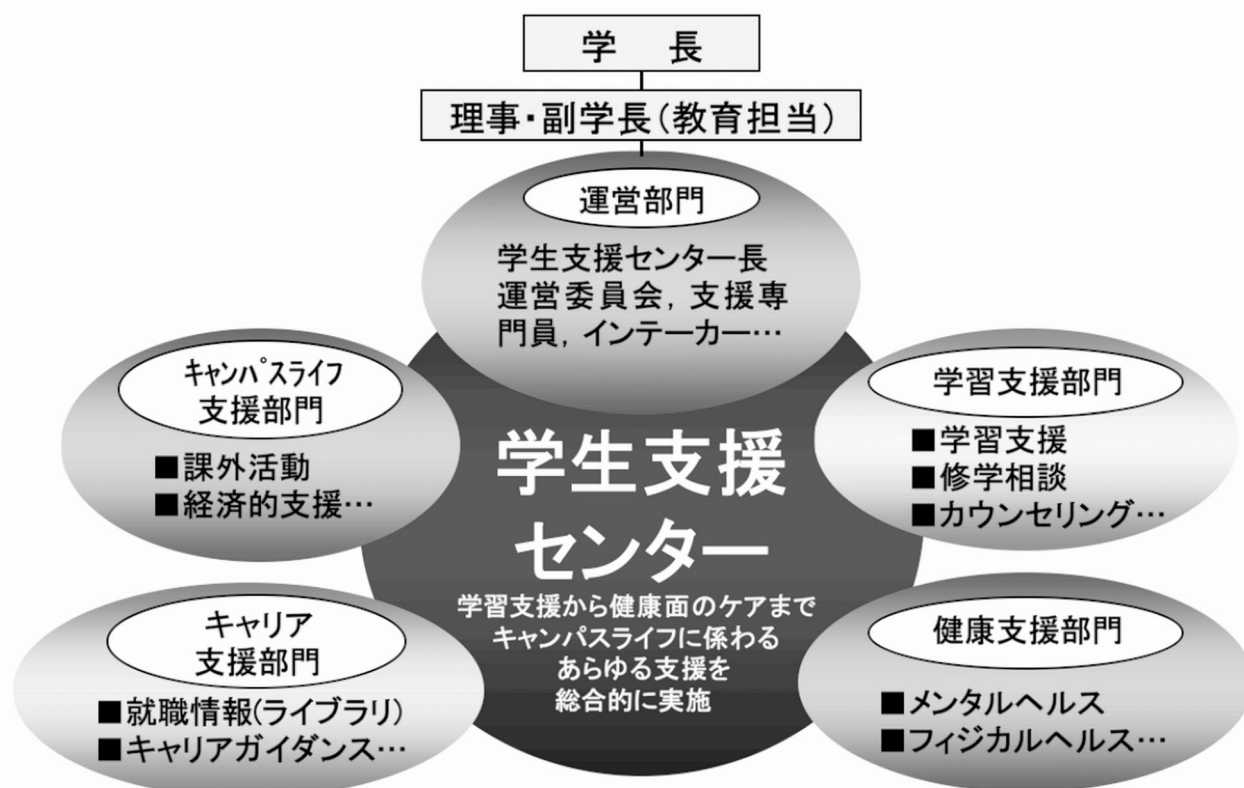 学　長
理事・副学長(教育担当)
運営部門
学生支援センター長
運営委員会，支援専
門員，インテーカー…
キャンパスライフ
支援部門
■課外活動
■経済的支援…
学習支援部門
■学習支援
■修学相談
■カウンセリング…
学生支援
センター
学習支援から健康面のケアまで
キャンパスライフに係わる
あらゆる支援を
総合的に実施
キャリア
支援部門
■就職情報(ライブラリ)
■キャリアガイダンス…
健康支援部門
■メンタルヘルス
■フィジカルヘルス…